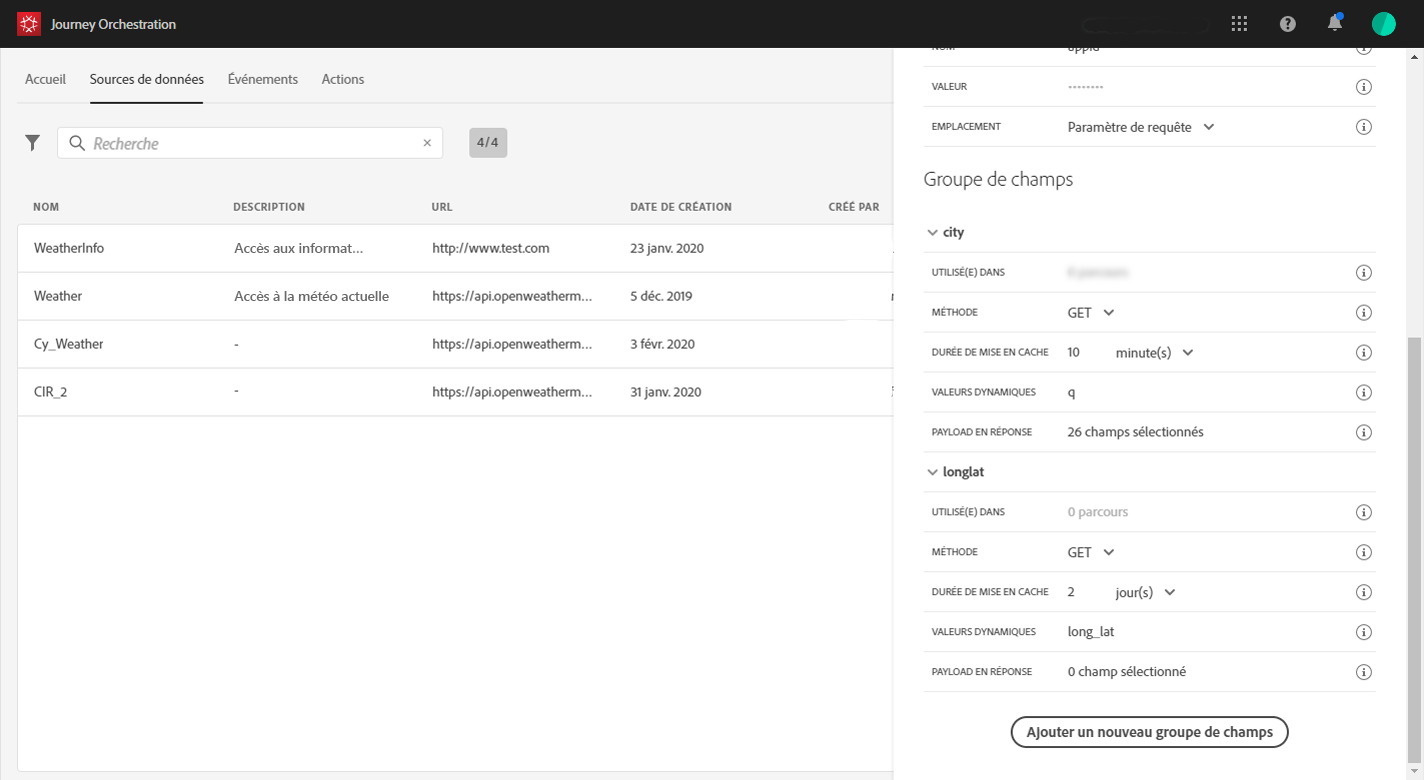 Journey Orchestration
Accueil Sources de données Événements Actions
Recherche 4/4
NOM DESCRIPTION URL DATE DE CRÉATION CRÉÉ PAR
WeatherInfo Accès aux informat... http://www.test.com 23 janv. 2020
Weather Accès à la météo actuelle https://api.openweatherm... 5 déc. 2019
Cy_Weather - https://api.openweatherm... 3 févr. 2020
CIR_2 - https://api.openweatherm... 31 janv. 2020
VALEUR --------
EMPLACEMENT Paramètre de requête
Groupe de champs
city
UTILISÉ(E) DANS
MÉTHODE GET
DURÉE DE MISE EN CACHE 10 minute(s)
VALEURS DYNAMIQUES q
PAYLOAD EN RÉPONSE 26 champs sélectionnés
longlat
UTILISÉ(E) DANS 0 parcours
MÉTHODE GET
DURÉE DE MISE EN CACHE 2 jour(s)
VALEURS DYNAMIQUES long_lat
PAYLOAD EN RÉPONSE 0 champ sélectionné
Ajouter un nouveau groupe de champs